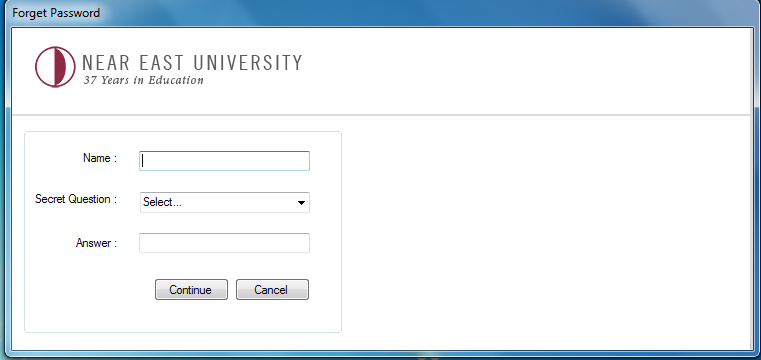 Forget Password
NEAR EAST UNIVERSITY
37 Years in Education
Name :
Secret Question :
Select...
Answer :
Continue
Cancel